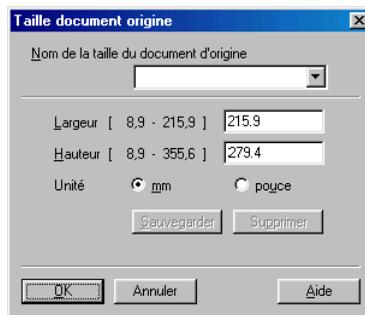 Taille document origine
Nom de la taille du document d'origine
Largeur [ 8,9 - 215,9 ] 215.9
Hauteur [ 8,9 - 355,6 ] 279.4
Unité mm pouce
Sauvegarder Supprimer
OK Annuler Aide